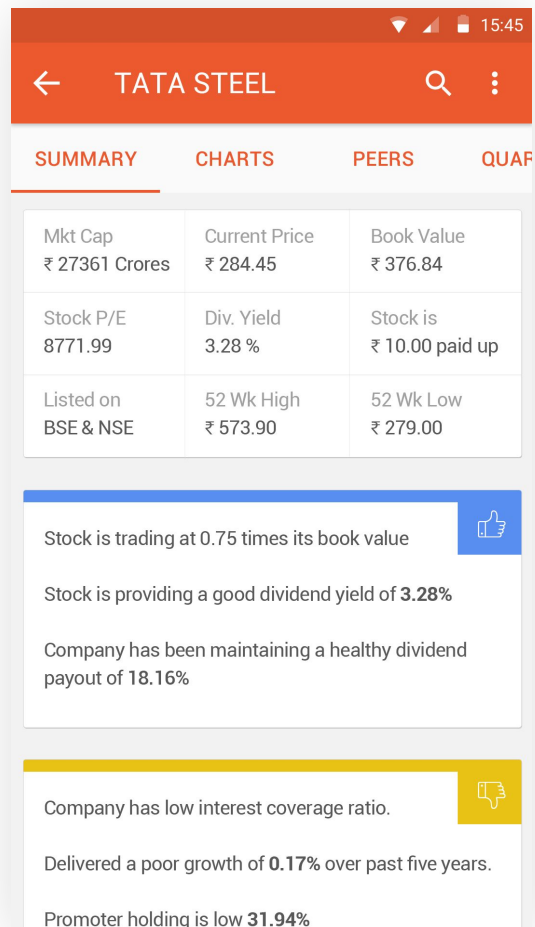 15:45
TATA STEEL
SUMMARY CHARTS PEERS QUAR
Mkt Cap Current Price Book Value
₹ 27361 Crores ₹ 284.45 ₹ 376.84
Stock P/E Div. Yield Stock is
8771.99 3.28 % ₹ 10.00 paid up
Listed on 52 Wk High 52 Wk Low
BSE & NSE ₹ 573.90 ₹ 279.00
Stock is trading at 0.75 times its book value
Stock is providing a good dividend yield of 3.28%
Company has been maintaining a healthy dividend
payout of 18.16%
Company has low interest coverage ratio.
Delivered a poor growth of 0.17% over past five years.
Promoter holding is low 31.94%